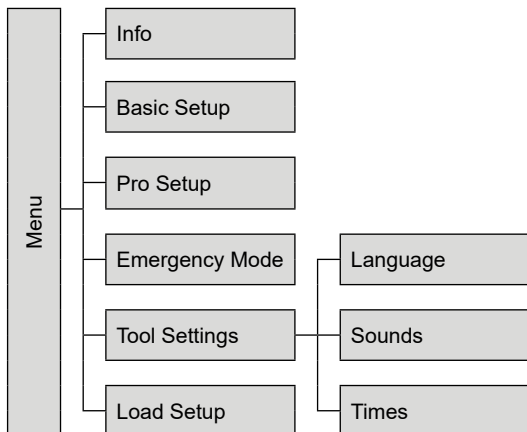 Menu
Info
Basic Setup
Pro Setup
Emergency Mode
Tool Settings
Load Setup
Language
Sounds
Times